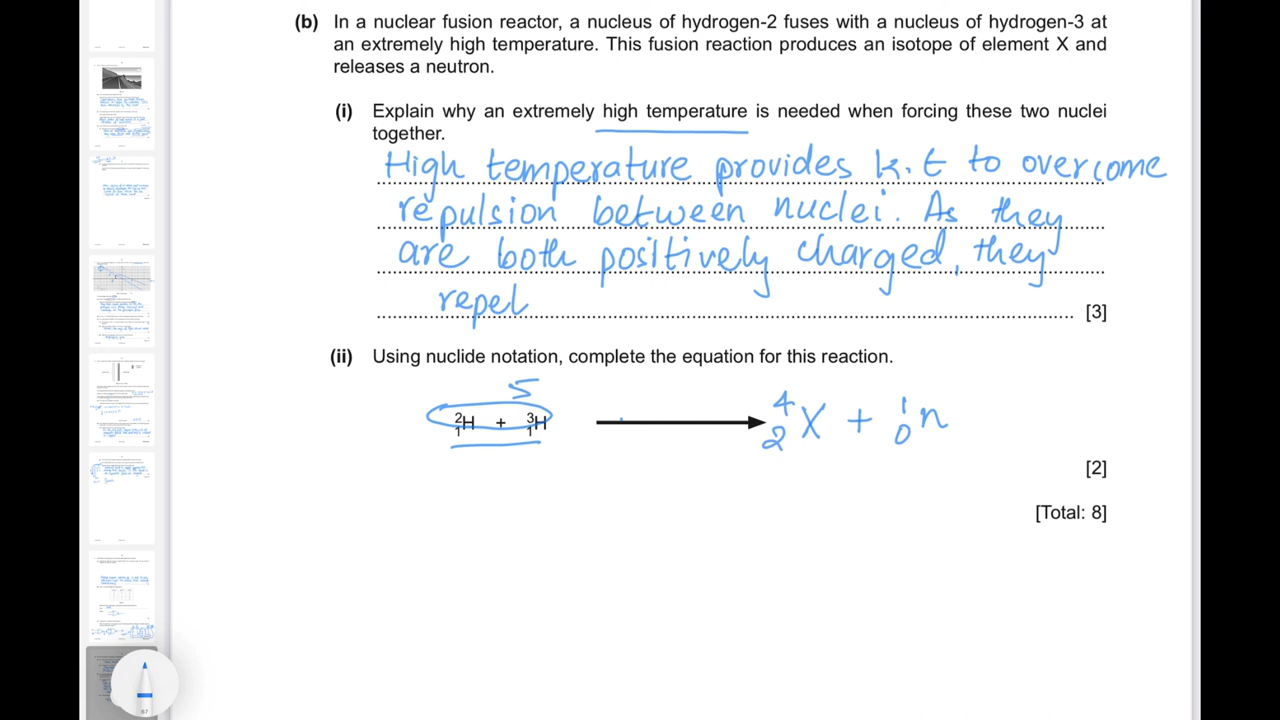 (b) In a nuclear fusion reactor, a nucleus of hydrogen-2 fuses with a nucleus of hydrogen-3 at
an extremely high temperature. This fusion reaction produces an isotope of element X and
releases a neutron.
(i) Explain why an extremely high temperature is needed when forcing these two nuclei
together.
High temperature provides k.t to overcome
repulsion between nuclei. As they
are both positively charged, they
repel
[3]
(ii) Using nuclide notation, complete the equation for this reaction.
5
²₁H + ³₁H → ⁴₂X + ¹₀n
[2]
[Total: 8]